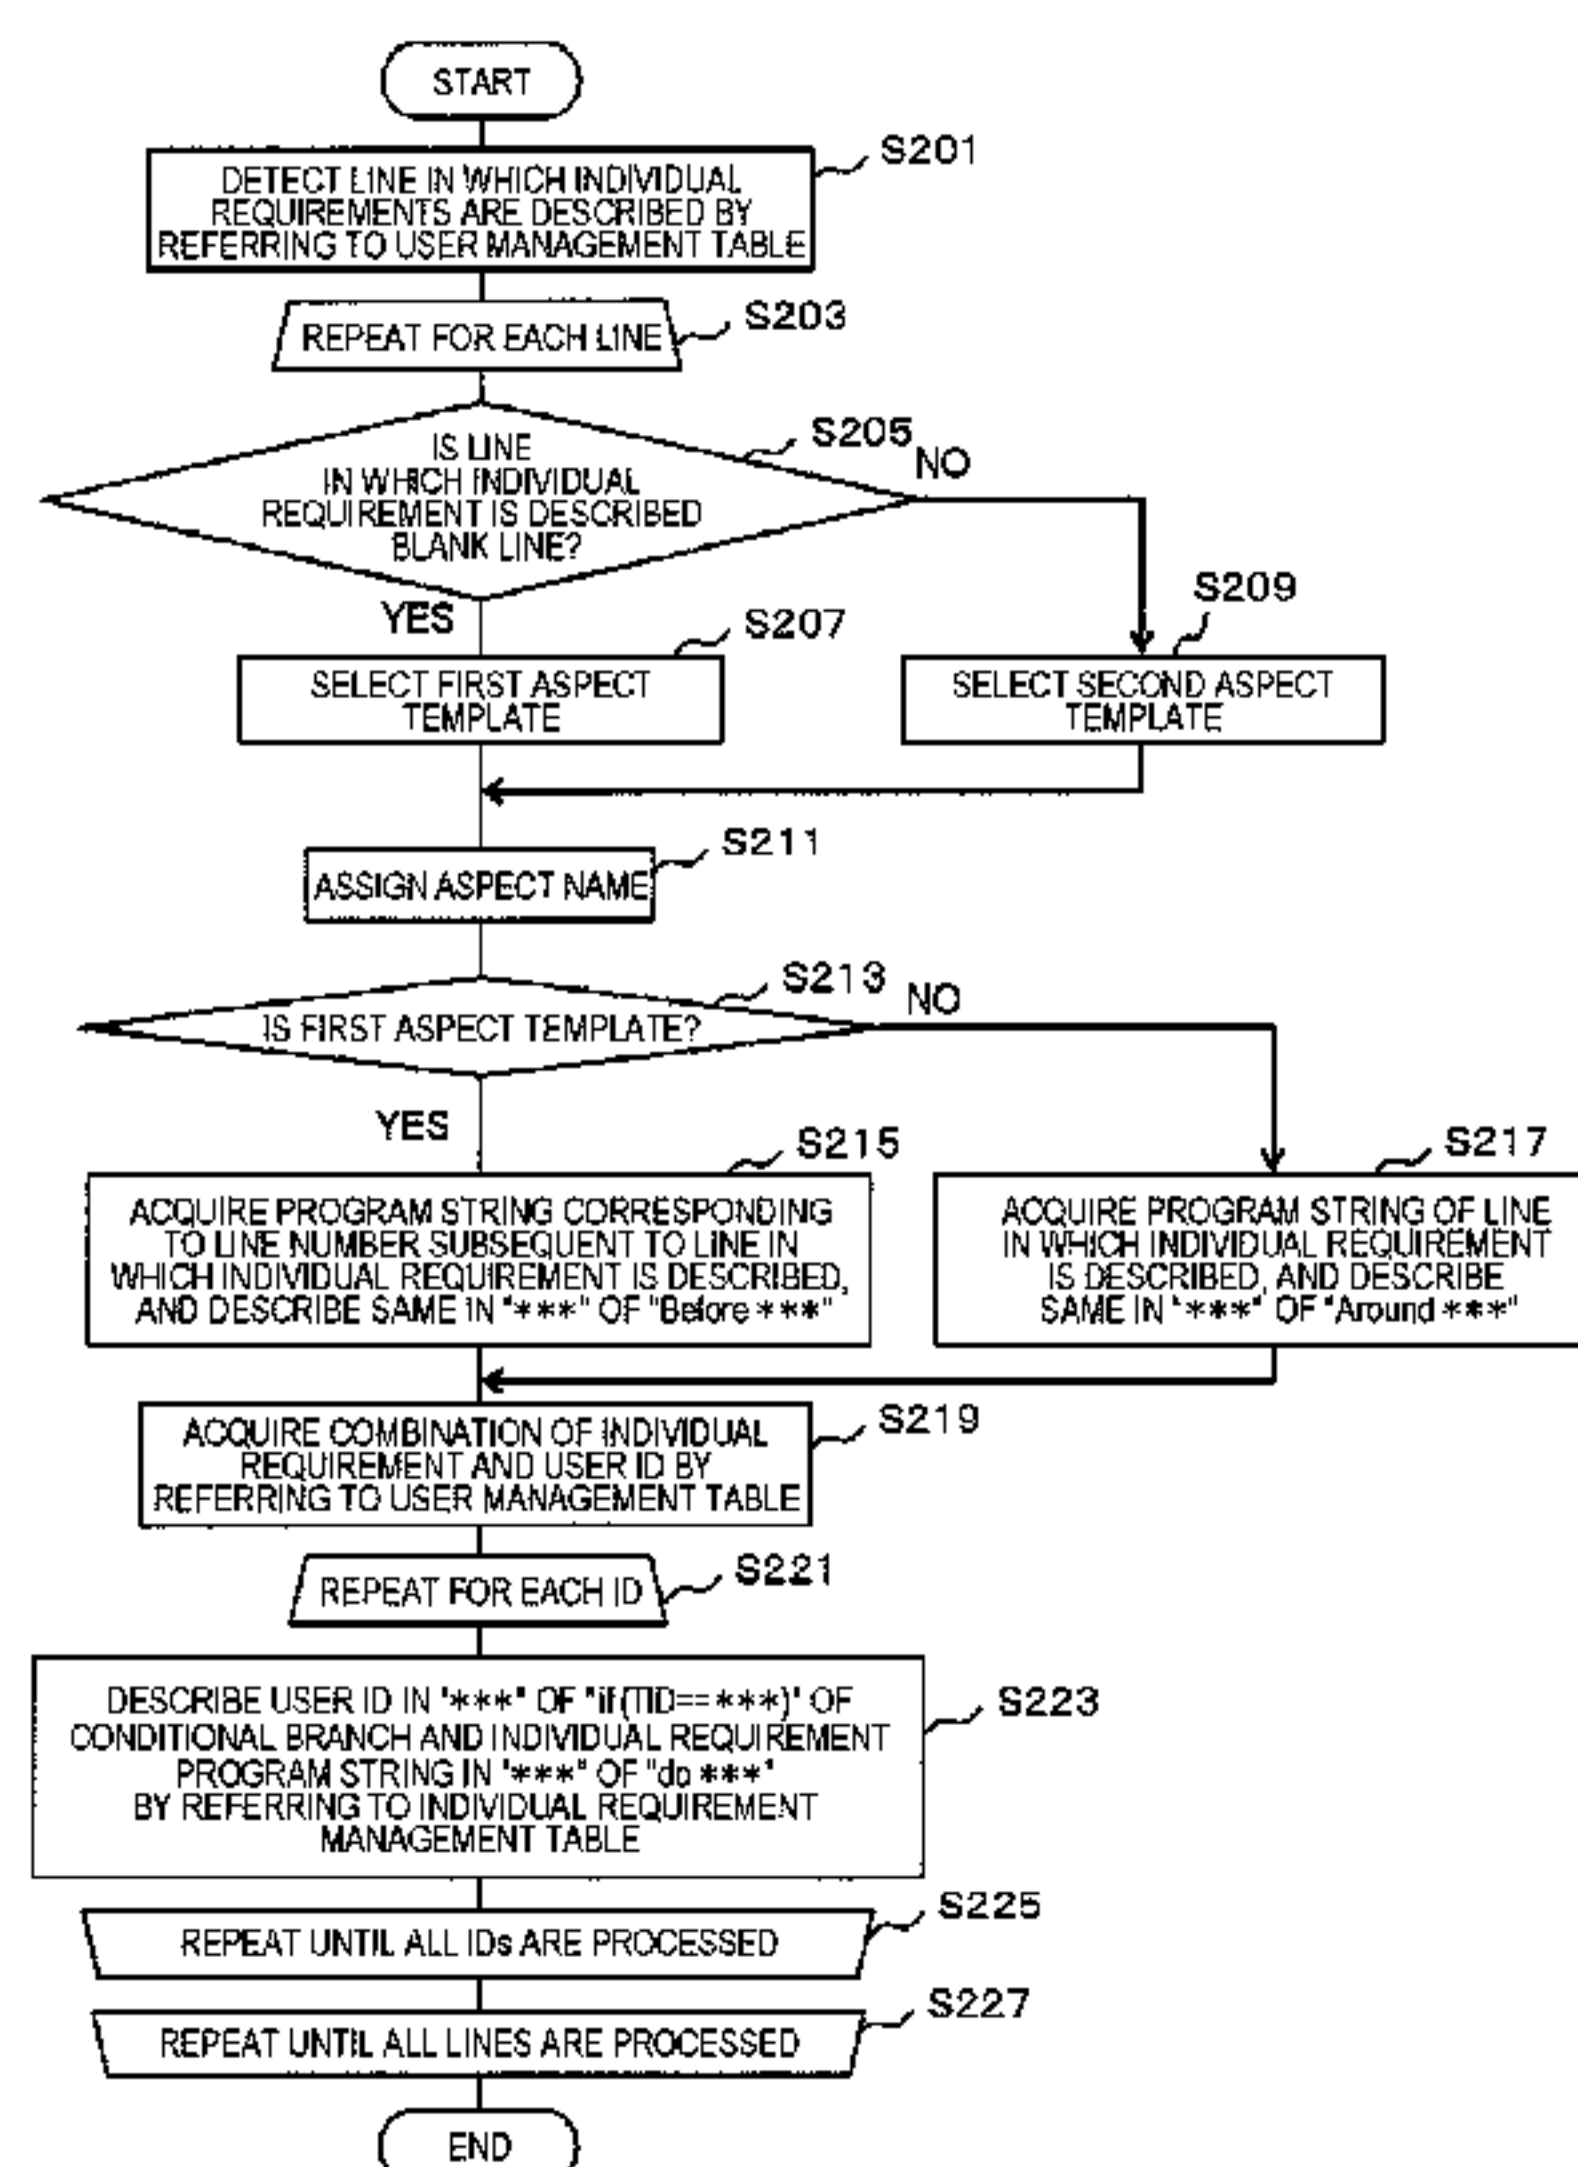 START
S201
DETECT LINE IN WHICH INDIVIDUAL
REQUIREMENTS ARE DESCRIBED BY
REFERRING TO USER MANAGEMENT TABLE
S203
REPEAT FOR EACH LINE
S205
IS LINE
IN WHICH INDIVIDUAL
REQUIREMENT IS DESCRIBED
BLANK LINE?
NO
YES
S207
SELECT FIRST ASPECT
TEMPLATE
S209
SELECT SECOND ASPECT
TEMPLATE
S211
ASSIGN ASPECT NAME
S213
IS FIRST ASPECT TEMPLATE?
NO
YES
S215
ACQUIRE PROGRAM STRING CORRESPONDING
TO LINE NUMBER SUBSEQUENT TO LINE IN
WHICH INDIVIDUAL REQUIREMENT IS DESCRIBED,
AND DESCRIBE SAME IN "***" OF "Before ***"
S217
ACQUIRE PROGRAM STRING OF LINE
IN WHICH INDIVIDUAL REQUIREMENT
IS DESCRIBED, AND DESCRIBE
SAME IN "***" OF "Around ***"
S219
ACQUIRE COMBINATION OF INDIVIDUAL
REQUIREMENT AND USER ID BY
REFERRING TO USER MANAGEMENT TABLE
S221
REPEAT FOR EACH ID
S223
DESCRIBE USER ID IN "***" OF "if(TID==***)" OF
CONDITIONAL BRANCH AND INDIVIDUAL REQUIREMENT
PROGRAM STRING IN "***" OF "do ***"
BY REFERRING TO INDIVIDUAL REQUIREMENT
MANAGEMENT TABLE
S225
REPEAT UNTIL ALL IDs ARE PROCESSED
S227
REPEAT UNTIL ALL LINES ARE PROCESSED
END